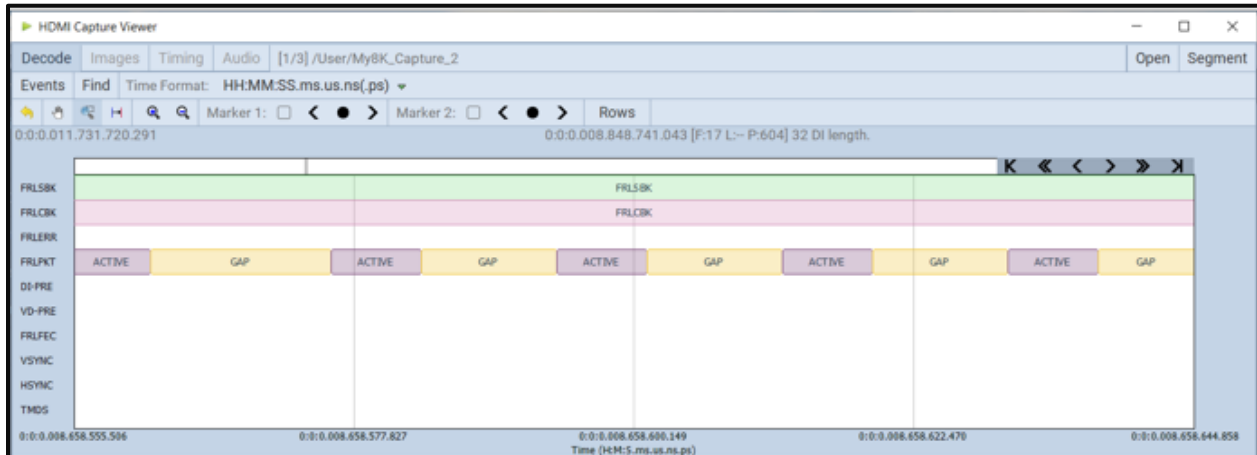 HDMI Capture Viewer
Decode Images Timing Audio [1/3] /User/My8K_Capture_2 Open Segment
Events Find Time Format: HH:MM:SS.ms.us.ns(.ps)
Marker 1: Marker 2: Rows
0:0:0.011.731.720.291 0:0:0.008.848.741.043 [F:17 L:-- P:604] 32 DI length.
FRLSBK FRLSBK
FRLCBK FRLCBK
FRLERR
FRLPKT ACTIVE GAP ACTIVE GAP ACTIVE GAP ACTIVE GAP ACTIVE GAP
DI-PRE
VD-PRE
FRLFEC
VSYNC
HSYNC
TMDS
0:0:0.008.658.555.506 0:0:0.008.658.577.827 0:0:0.008.658.600.149 0:0:0.008.658.622.470 0:0:0.008.658.644.858
Time (H:M:S.ms.us.ns.ps)